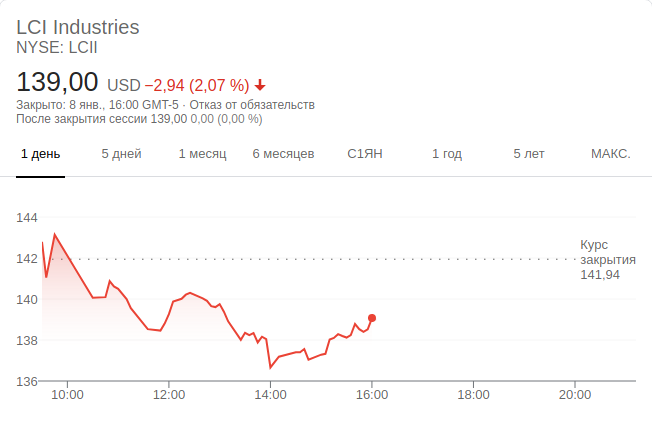 LCI Industries
NYSE: LCII
139,00 USD −2,94 (2,07 %)
Закрыто: 8 янв., 16:00 GMT-5 · Отказ от обязательств
После закрытия сессии 139,00 0,00 (0,00 %)
1 день 5 дней 1 месяц 6 месяцев С1ЯН 1 год 5 лет МАКС.
144
142
140
138
136
Курс
закрытия
141,94
10:00 12:00 14:00 16:00 18:00 20:00